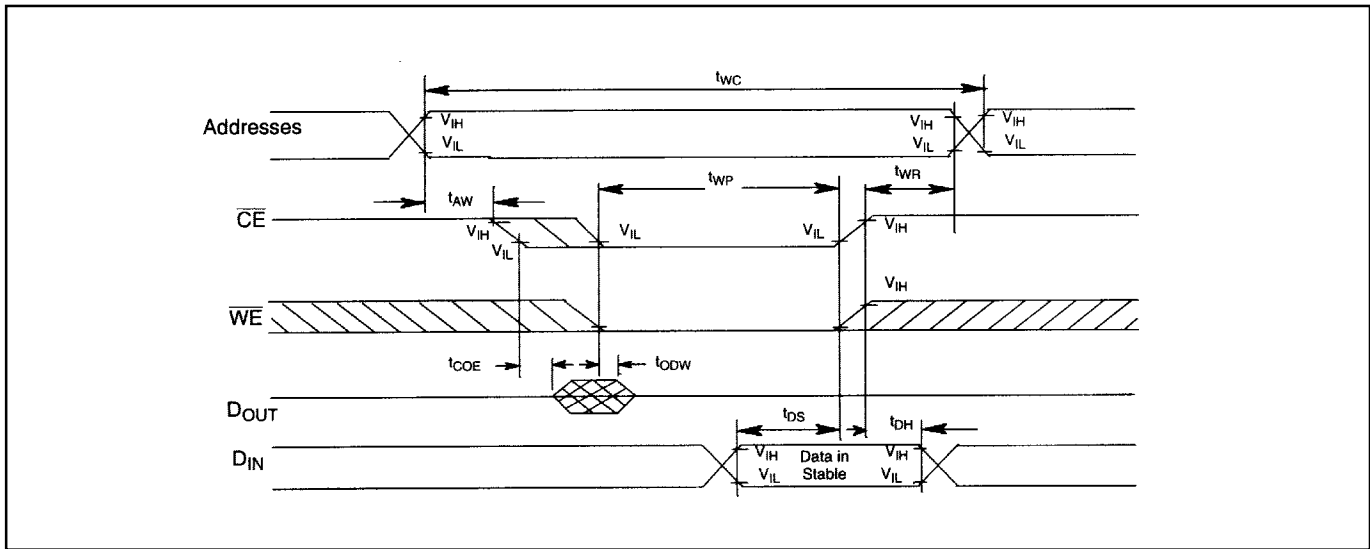 tWC
Addresses
VIH
VIH
VIH
VIL
VIL
VIL
tWP
tWR
tAW
CE
VIH
VIL
VIL
VIL
VIH
VIH
WE
tCOE
tODW
DOUT
tDS
tDH
DIN
VIH
Data in
VIH
VIL
Stable
VIL